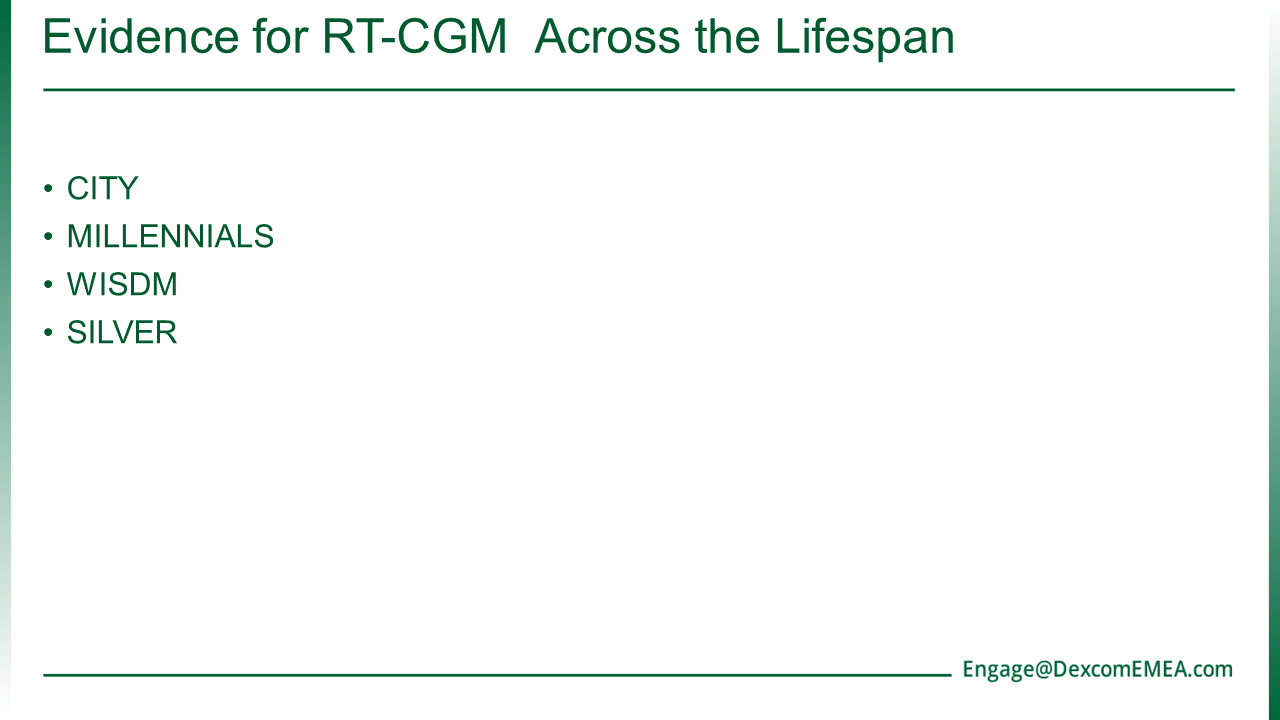 Evidence for RT-CGM  Across the Lifespan
• CITY
• MILLENNIALS
• WISDM
• SILVER
Engage@DexcomEMEA.com